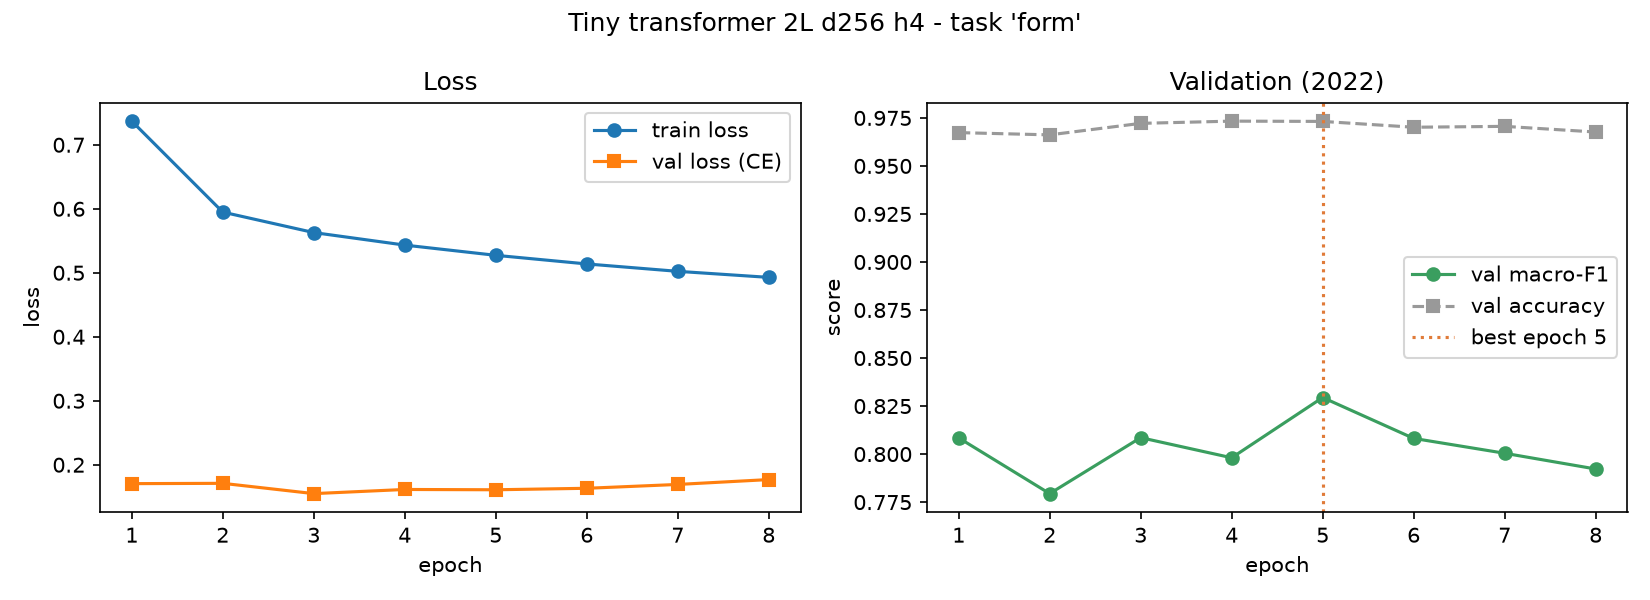 Tiny transformer 2L d256 h4 - task 'form'
Loss
train loss
val loss (CE)
0.7
0.6
0.5
0.4
0.3
0.2
loss
1 2 3 4 5 6 7 8
epoch
Validation (2022)
0.975
0.950
0.925
0.900
0.875
0.850
0.825
0.800
0.775
score
val macro-F1
val accuracy
best epoch 5
1 2 3 4 5 6 7 8
epoch